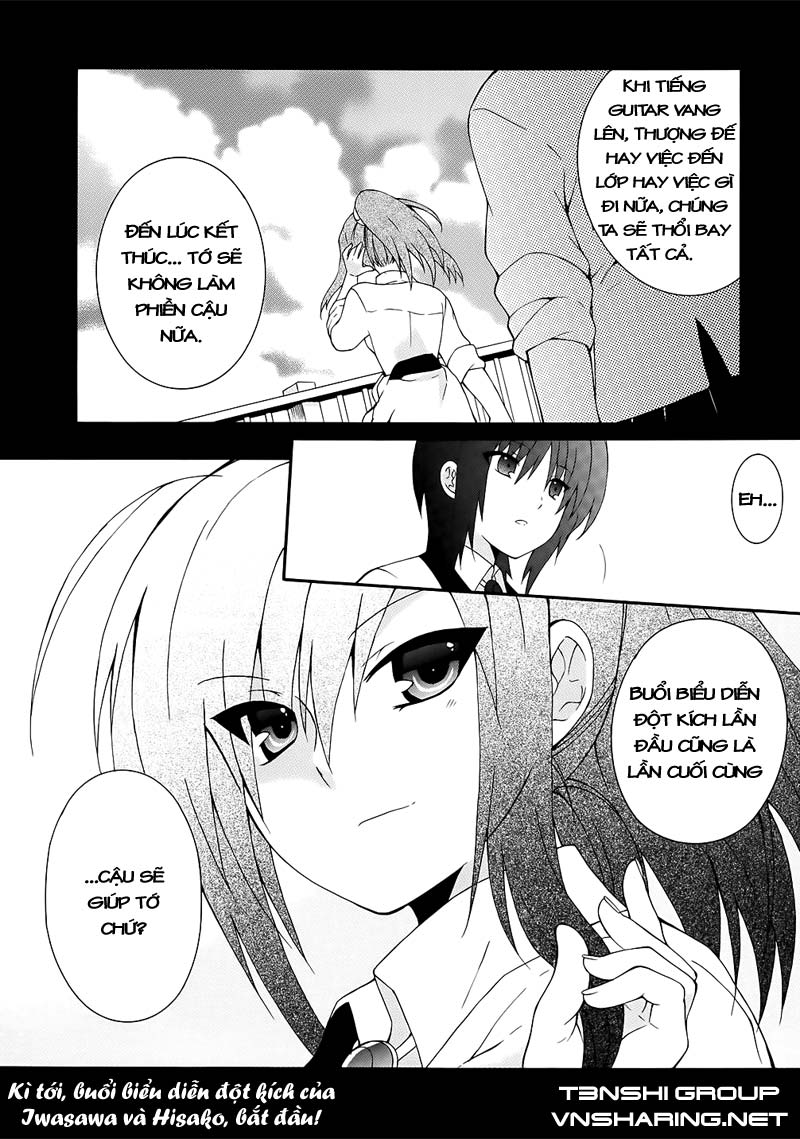 KHI TIẾNG
GUITAR VANG
LÊN, THƯỢNG ĐẾ
HAY VIỆC ĐẾN
LỚP HAY VIỆC GÌ
ĐI NỮA, CHÚNG
TA SẼ THỔI BAY
TẤT CẢ.
ĐẾN LÚC KẾT
THÚC... TỚ SẼ
KHÔNG LÀM
PHIỀN CẬU
NỮA.
EH...
BUỔI BIỂU DIỄN
ĐỘT KÍCH LẦN
ĐẦU CŨNG LÀ
LẦN CUỐI CÙNG
...CẬU SẼ
GIÚP TỚ
CHỨ?
Kì tới, buổi biểu diễn đột kích của
Iwasawa và Hisako, bắt đầu!
T3NSHI GROUP
VNSHARING.NET